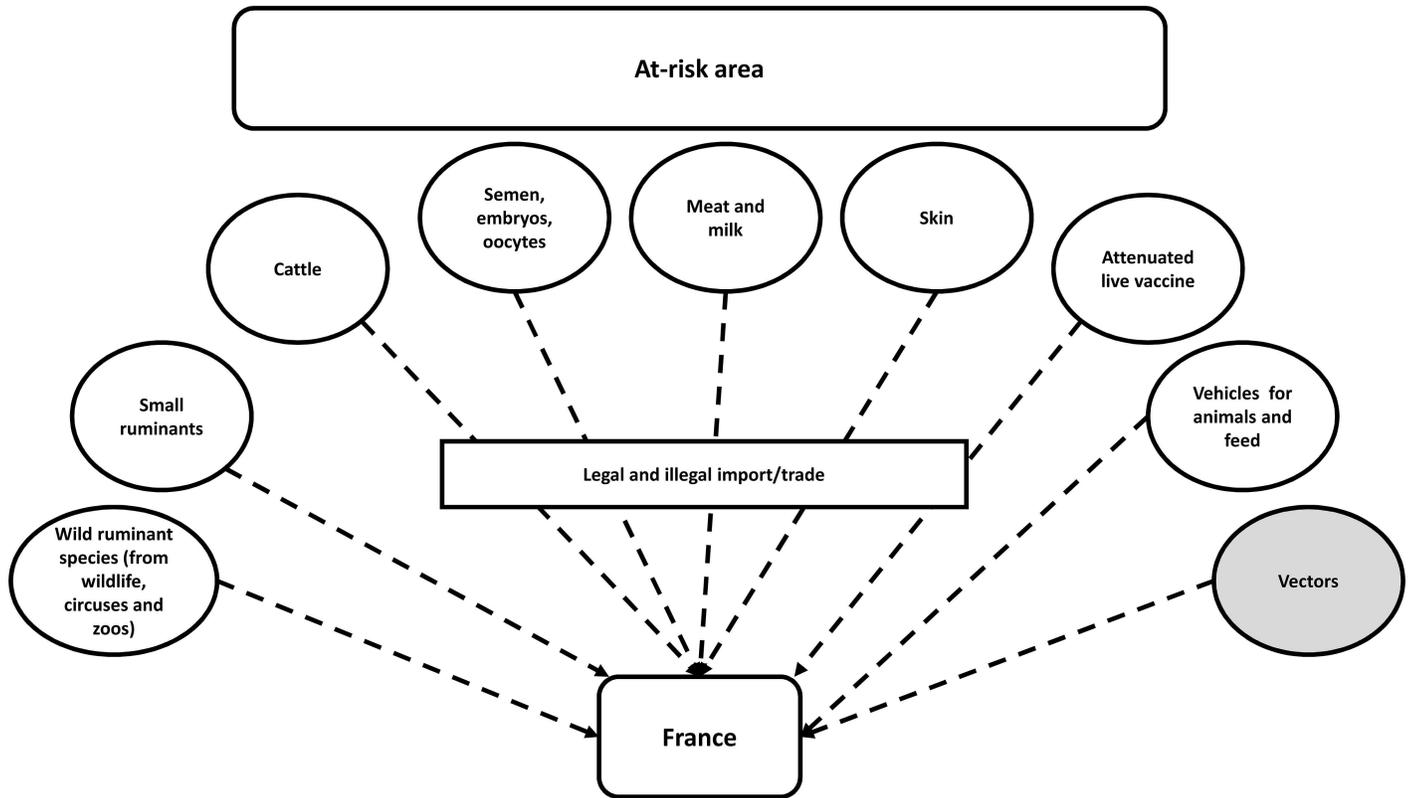 At-risk area
Semen,
embryos,
oocytes
Meat and
milk
Skin
Cattle
Attenuated
live vaccine
Small
ruminants
Vehicles  for
animals and
feed
Legal and illegal import/trade
Wild ruminant
species (from
wildlife,
circuses and
zoos)
Vectors
France